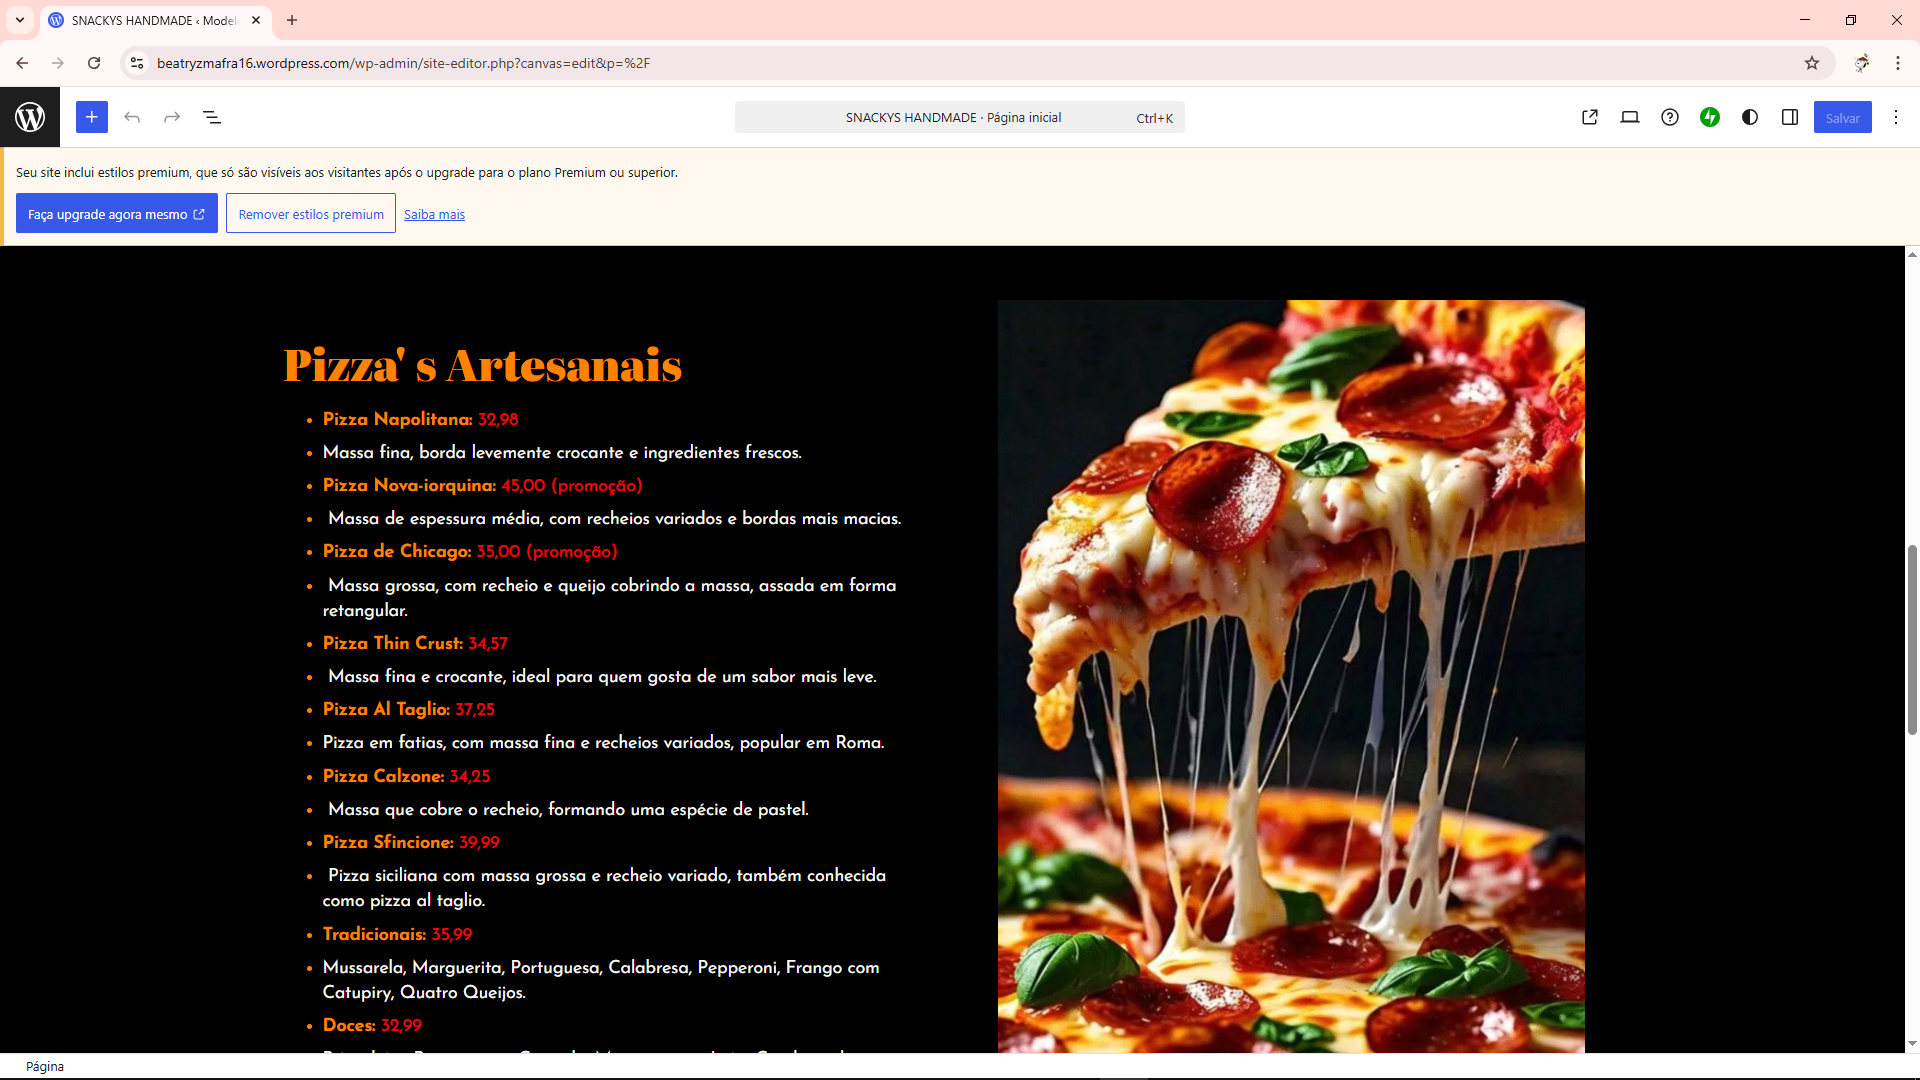 SNACKYS HANDMADE ‹ Model
beatryzmafra16.wordpress.com/wp-admin/site-editor.php?canvas=edit&p=%2F
SNACKYS HANDMADE · Página inicial
Ctrl+K
Salvar
Seu site inclui estilos premium, que só são visíveis aos visitantes após o upgrade para o plano Premium ou superior.
Faça upgrade agora mesmo
Remover estilos premium
Saiba mais
Pizza' s Artesanais
Pizza Napolitana: 32,98
Massa fina, borda levemente crocante e ingredientes frescos.
Pizza Nova-iorquina: 45,00 (promoção)
Massa de espessura média, com recheios variados e bordas mais macias.
Pizza de Chicago: 35,00 (promoção)
Massa grossa, com recheio e queijo cobrindo a massa, assada em forma
retangular.
Pizza Thin Crust: 34,57
Massa fina e crocante, ideal para quem gosta de um sabor mais leve.
Pizza Al Taglio: 37,25
Pizza em fatias, com massa fina e recheios variados, popular em Roma.
Pizza Calzone: 34,25
Massa que cobre o recheio, formando uma espécie de pastel.
Pizza Sfincione: 39,99
Pizza siciliana com massa grossa e recheio variado, também conhecida
como pizza al taglio.
Tradicionais: 35,99
Mussarela, Marguerita, Portuguesa, Calabresa, Pepperoni, Frango com
Catupiry, Quatro Queijos.
Doces: 32,99
Página